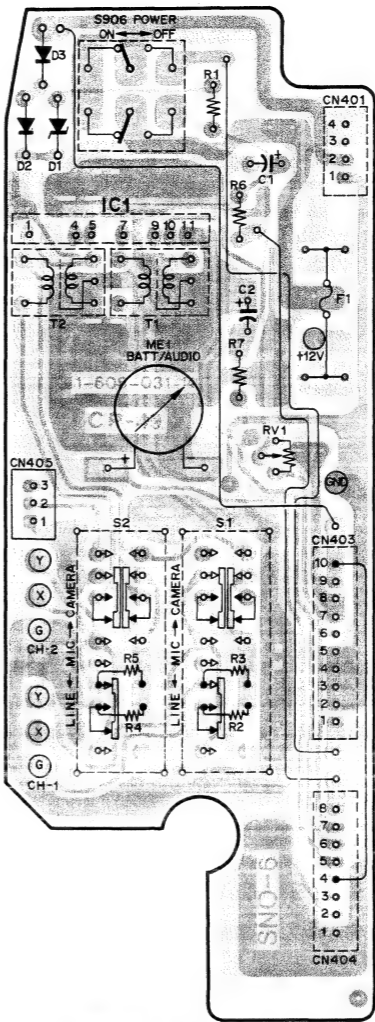 S906 POWER
ON OFF
D3
R1
CN401
4
3
2
1
D2
D1
C1
R6
IC1
1 4 5 7 9 10 11
T2
T1
F1
C2
+12V
ME1
BATT/AUDIO
R7
RV1
CN405
3
2
1
GND
S2
S1
CN403
10
9
8
7
6
5
4
3
2
1
Y
X
G
CH-2
LINE MIC CAMERA
LINE MIC CAMERA
R5
R4
R3
R2
Y
X
G
CH-1
8
7
6
5
4
3
2
1
CN404
SNO-6